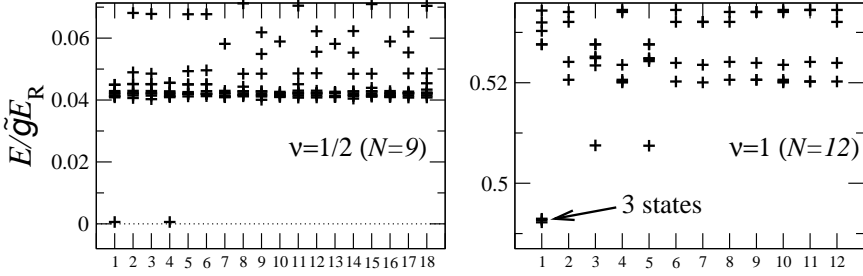 E/g̃E_R
0.06
0.04
0.02
0
ν=1/2 (N=9)
1 2 3 4 5 6 7 8 9 10 11 12 13 14 15 16 17 18
0.52
0.5
ν=1 (N=12)
3 states
1 2 3 4 5 6 7 8 9 10 11 12